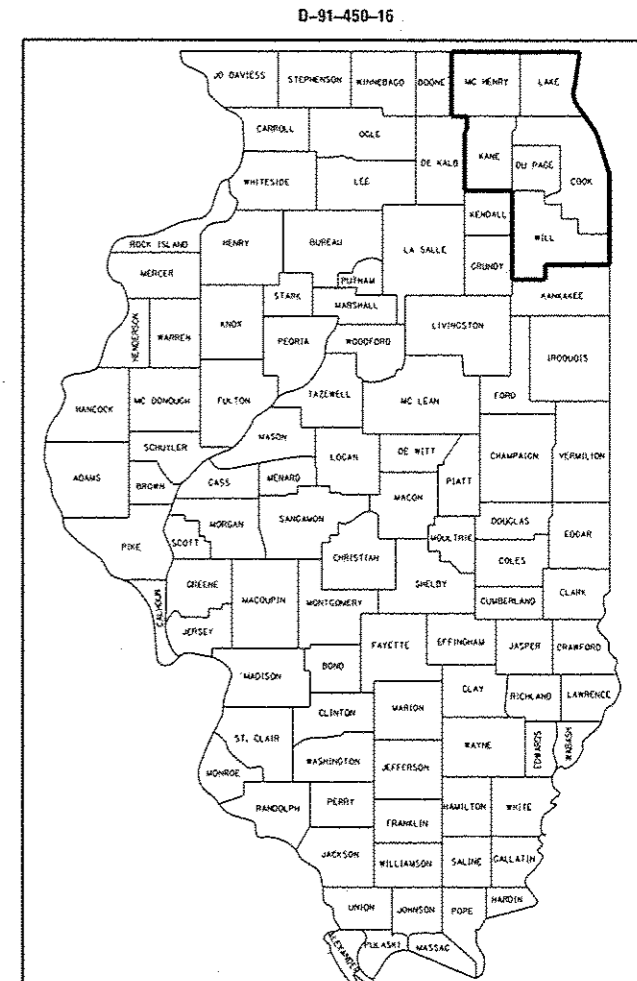 D-91-450-16
JO DAVIESS
STEPHENSON
WINNEBAGO
BOONE
MC HENRY
LAKE
CARROLL
OGLE
DE KALB
KANE
DU PAGE
COOK
WHITESIDE
LEE
KENDALL
WILL
ROCK ISLAND
HENRY
BUREAU
LA SALLE
GRUNDY
MERCER
PUTNAM
KANKAKEE
STARK
MARSHALL
HENDERSON
WARREN
KNOX
PEORIA
WOODFORD
LIVINGSTON
IROQUOIS
HANCOCK
MC DONOUGH
FULTON
TAZEWELL
MC LEAN
FORD
SCHUYLER
MASON
LOGAN
DE WITT
CHAMPAIGN
VERMILION
ADAMS
BROWN
CASS
MENARD
MACON
PIATT
PIKE
SCOTT
MORGAN
SANGAMON
CHRISTIAN
MOULTRIE
DOUGLAS
EDGAR
COLES
CALHOUN
GREENE
MACOUPIN
MONTGOMERY
SHELBY
CUMBERLAND
CLARK
JERSEY
FAYETTE
EFFINGHAM
JASPER
CRAWFORD
MADISON
BOND
CLAY
RICHLAND
LAWRENCE
CLINTON
MARION
ST. CLAIR
WAYNE
EDWARDS
WABASH
WASHINGTON
JEFFERSON
MONROE
RANDOLPH
PERRY
HAMILTON
WHITE
FRANKLIN
JACKSON
WILLIAMSON
SALINE
GALLATIN
HARDIN
UNION
JOHNSON
POPE
ALEXANDER
PULASKI
MASSAC